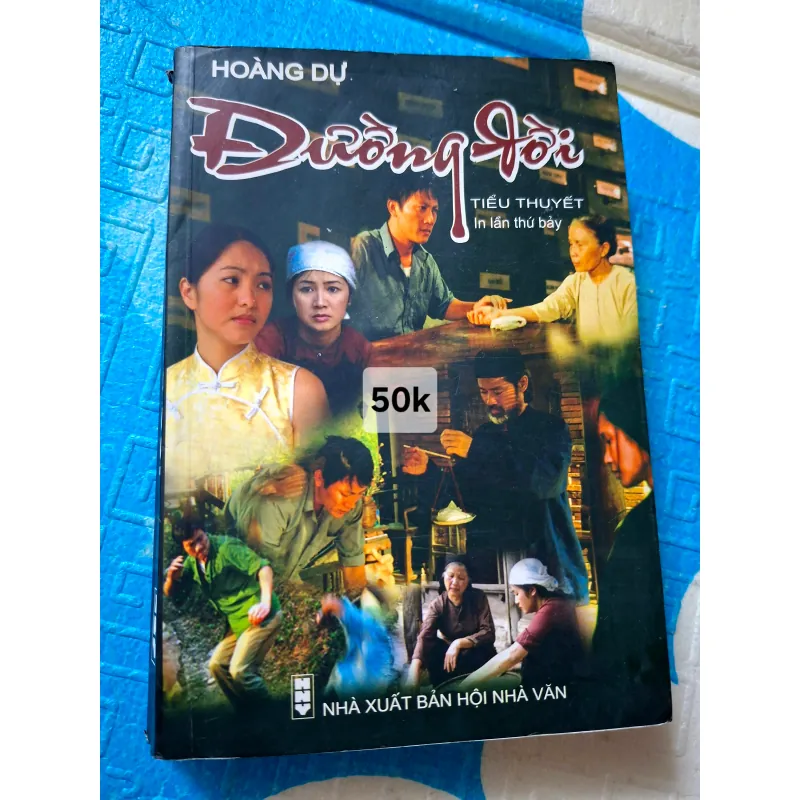 HOÀNG DỰ
Đường đời
TIỂU THUYẾT
In lần thứ bảy
50k
NHÀ XUẤT BẢN HỘI NHÀ VĂN